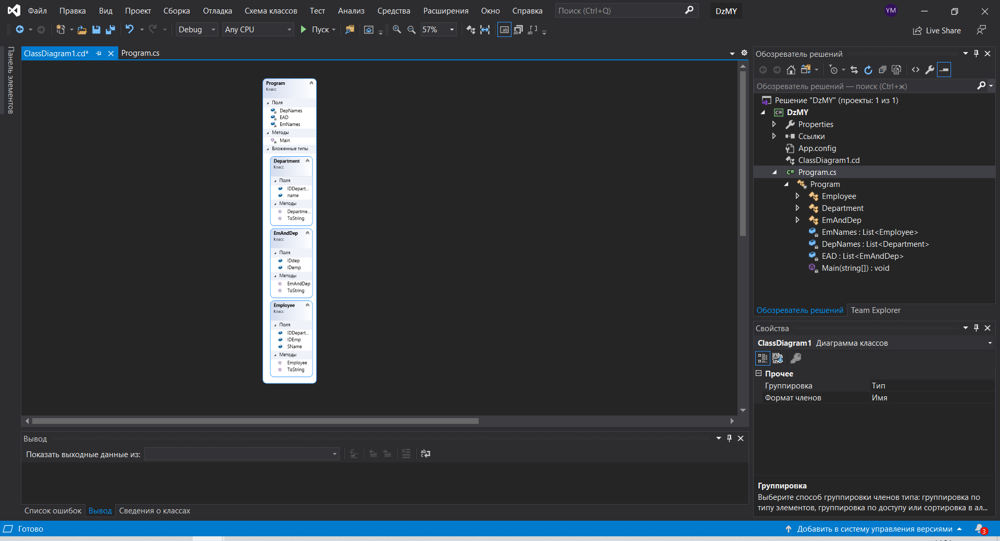 Файл Правка Вид Проект Сборка Отладка Схема классов Тест Анализ Средства Расширения Окно Справка Поиск (Ctrl+Q) DzMY YM
Debug Any CPU Пуск 57% Live Share
Панель элементов
ClassDiagram1.cd* Program.cs
Program
Класс
Поля
DepNames
EAD
EmNames
Методы
Main
Вложенные типы
Department
Класс
Поля
IDDepart...
name
Методы
Departme...
ToString
EmAndDep
Класс
Поля
IDdep
IDemp
Методы
EmAndDep
ToString
Employee
Класс
Поля
IDDepart...
IDEmp
SName
Методы
Employee
ToString
Обозреватель решений
Обозреватель решений — поиск (Ctrl+ж)
Решение "DzMY" (проекты: 1 из 1)
C# DzMY
Properties
Ссылки
App.config
ClassDiagram1.cd
C# Program.cs
Program
Employee
Department
EmAndDep
EmNames : List<Employee>
DepNames : List<Department>
EAD : List<EmAndDep>
Main(string[]) : void
Обозреватель решений Team Explorer
Свойства
ClassDiagram1 Диаграмма классов
Прочее
Группировка Тип
Формат членов Имя
Группировка
Выберите способ группировки членов типа: группировка по
типу элементов, группировка по доступу или сортировка в ал...
Вывод
Показать выходные данные из:
Список ошибок Вывод Сведения о классах
Готово Добавить в систему управления версиями 3